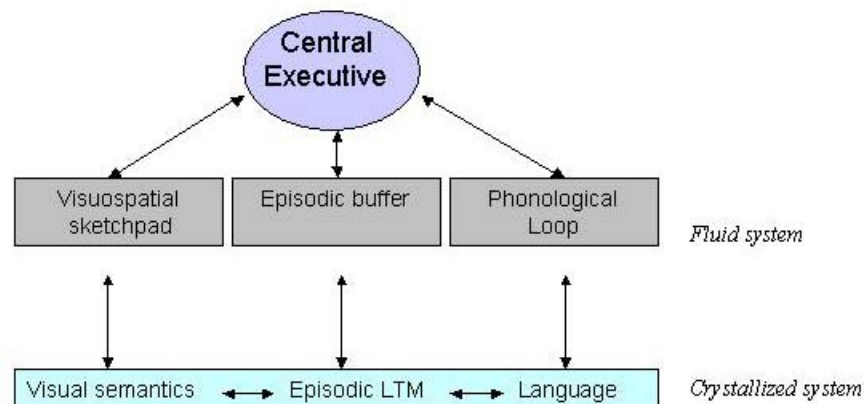 Central
Executive
Visuospatial
sketchpad
Episodic buffer
Phonological
Loop
Fluid system
Visual semantics
Episodic LTM
Language
Crystallized system